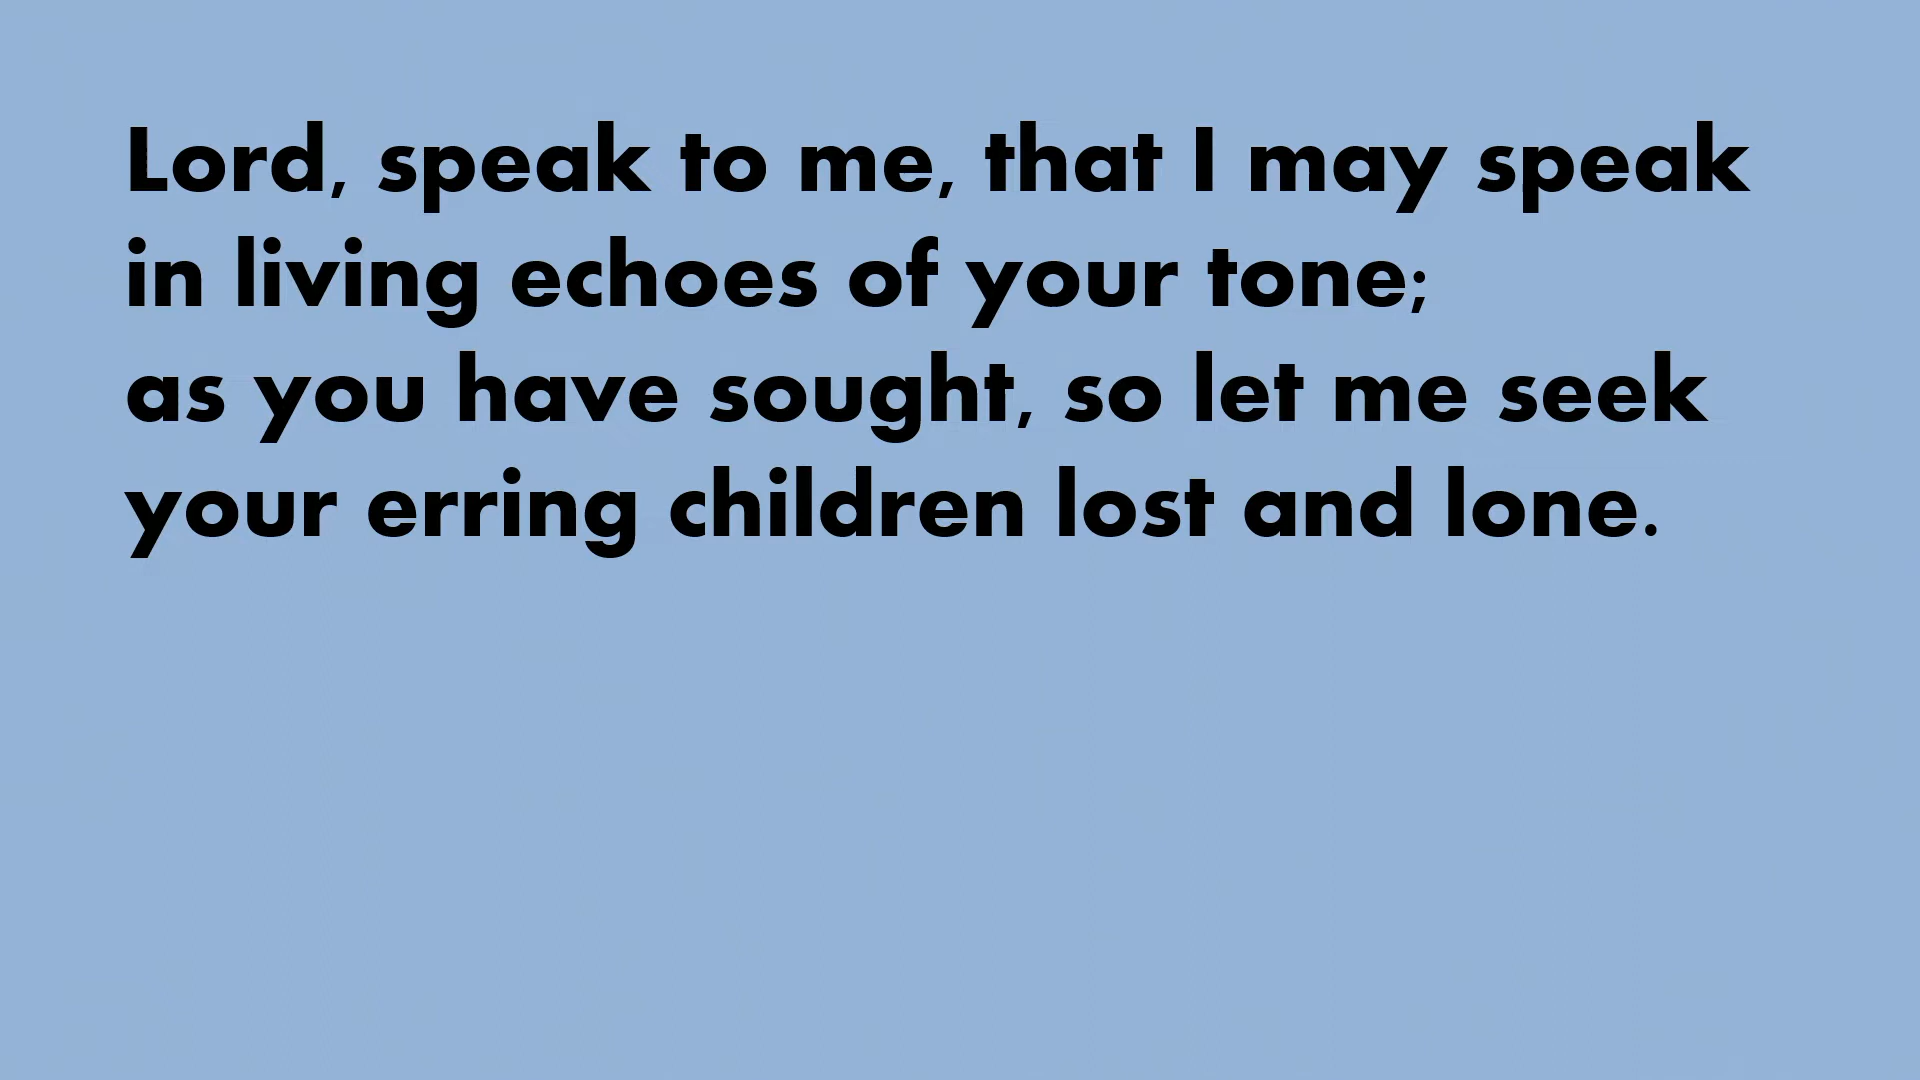 Lord, speak to me, that I may speak
in living echoes of your tone;
as you have sought, so let me seek
your erring children lost and lone.